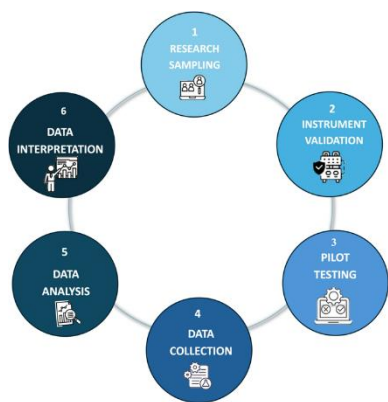 1
RESEARCH
SAMPLING
2
INSTRUMENT
VALIDATION
3
PILOT
TESTING
4
DATA
COLLECTION
5
DATA
ANALYSIS
6
DATA
INTERPRETATION